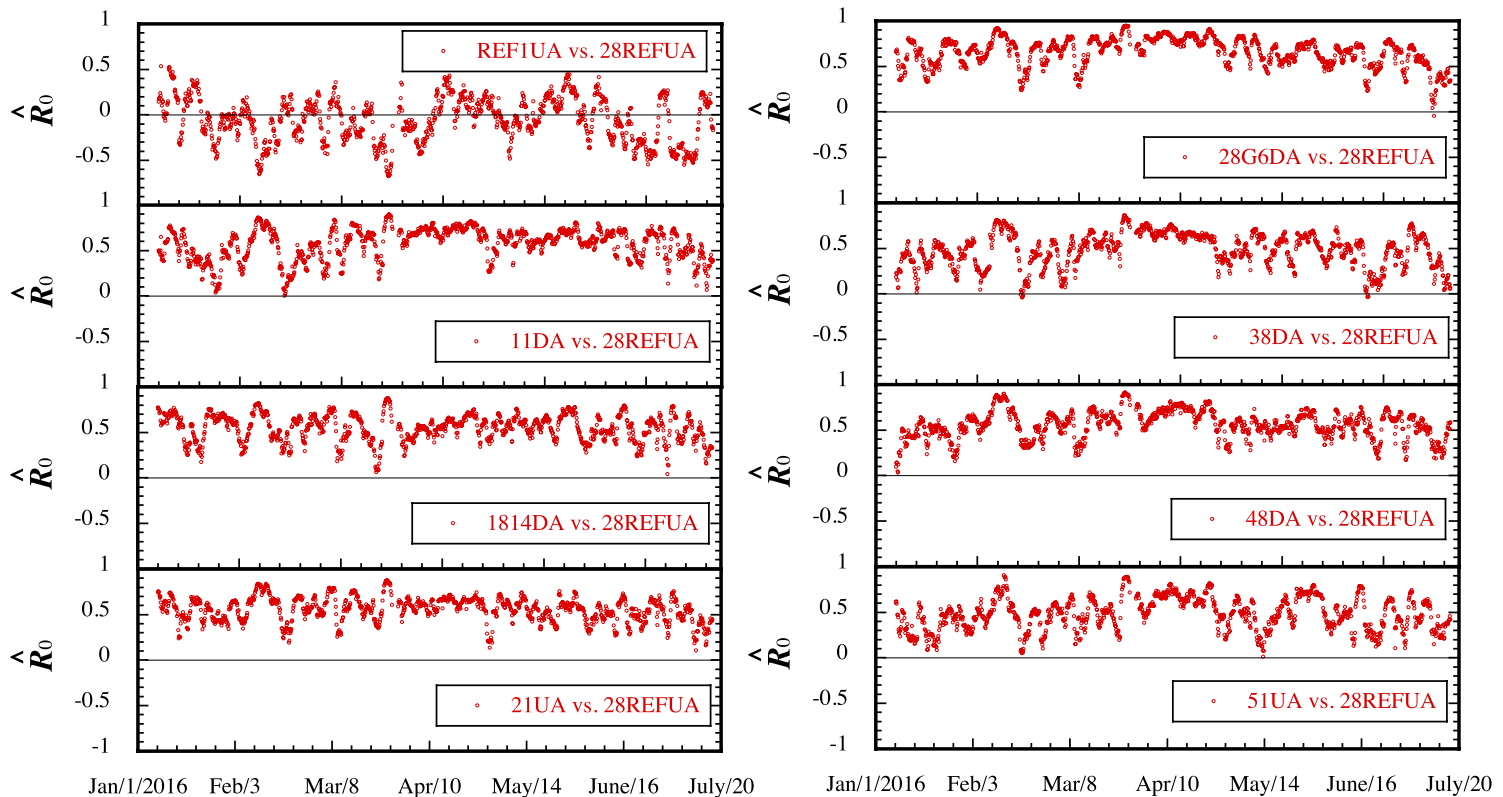 1
0.5
0
-0.5
R̂0
REF1UA vs. 28REFUA
1
0.5
0
-0.5
R̂0
11DA vs. 28REFUA
1
0.5
0
-0.5
R̂0
1814DA vs. 28REFUA
1
0.5
0
-0.5
-1
R̂0
21UA vs. 28REFUA
Jan/1/2016 Feb/3 Mar/8 Apr/10 May/14 June/16 July/20
1
0.5
0
-0.5
R̂0
28G6DA vs. 28REFUA
1
0.5
0
-0.5
R̂0
38DA vs. 28REFUA
1
0.5
0
-0.5
R̂0
48DA vs. 28REFUA
1
0.5
0
-0.5
-1
R̂0
51UA vs. 28REFUA
Jan/1/2016 Feb/3 Mar/8 Apr/10 May/14 June/16 July/20